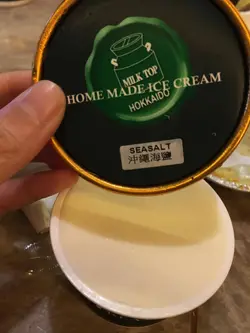 MILK TOP
HOME MADE ICE CREAM
HOKKAIDO
SEASALT
沖繩海鹽